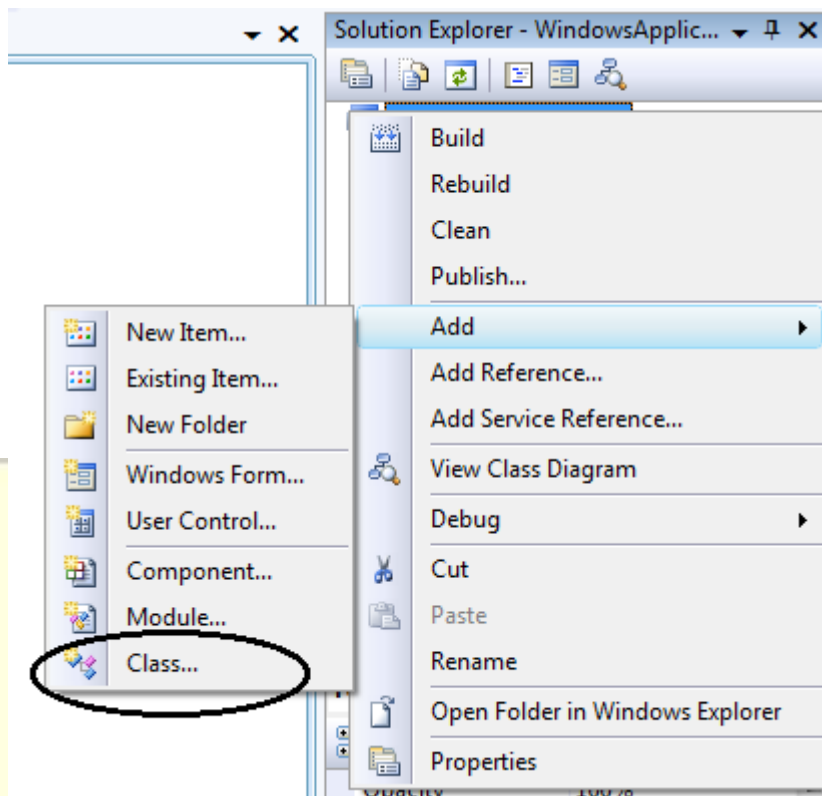 Solution Explorer - WindowsApplic...
Build
Rebuild
Clean
Publish...
Add
Add Reference...
Add Service Reference...
View Class Diagram
Debug
Cut
Paste
Rename
Open Folder in Windows Explorer
Properties
New Item...
Existing Item...
New Folder
Windows Form...
User Control...
Component...
Module...
Class...
Opacity 100%